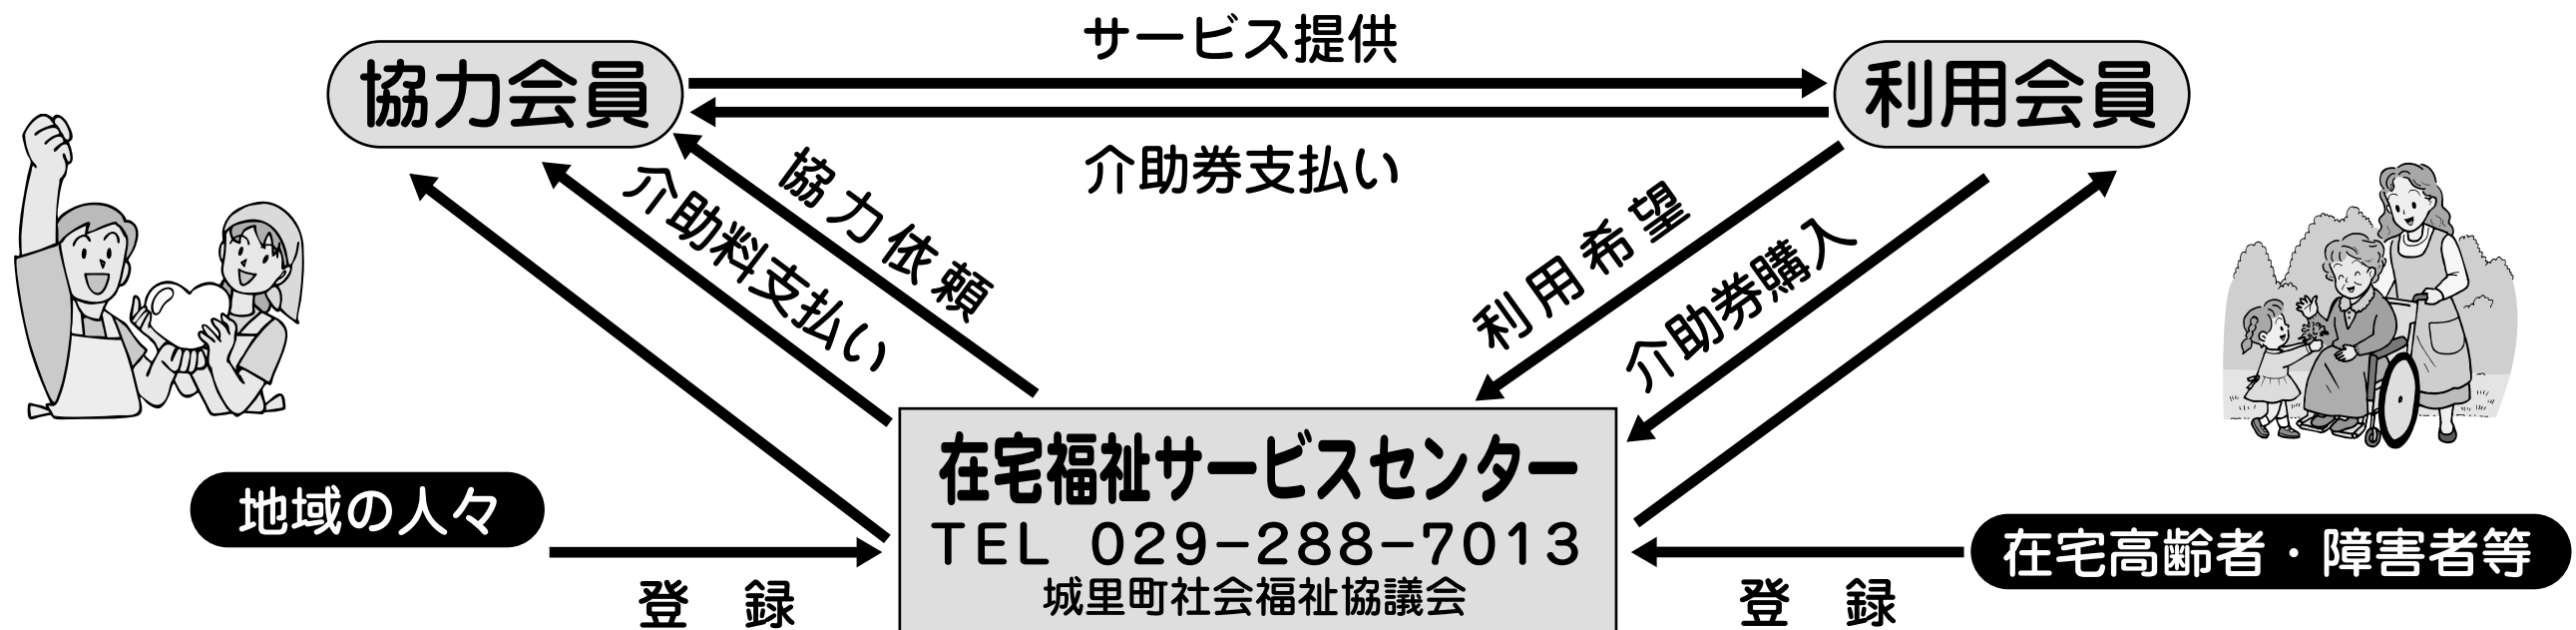 サービス提供
協力会員
利用会員
介助券支払い
協力依頼
介助料支払い
利用希望
介助券購入
在宅福祉サービスセンター
TEL 029-288-7013
城里町社会福祉協議会
地域の人々
登 録
在宅高齢者・障害者等
登 録